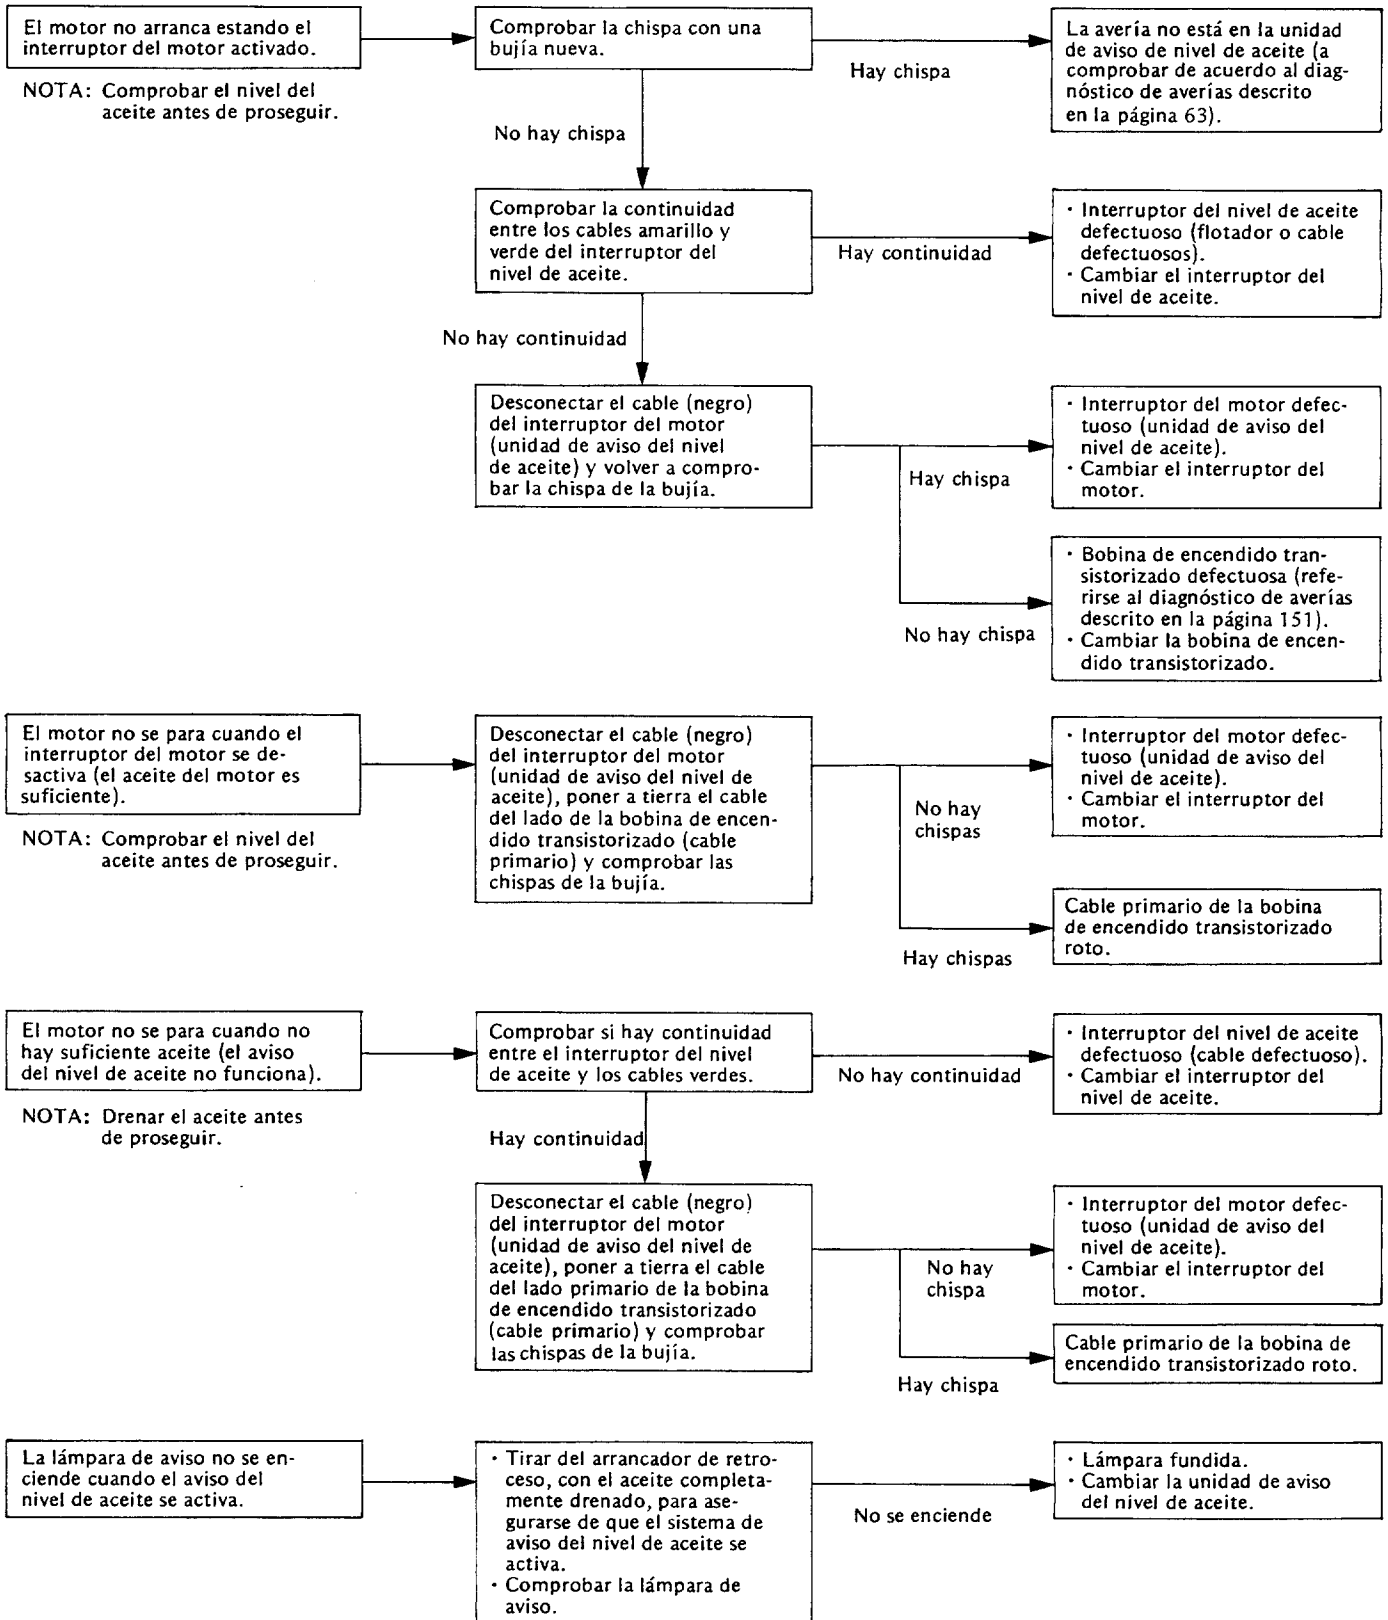 El motor no arranca estando el
interruptor del motor activado.
NOTA: Comprobar el nivel del
aceite antes de proseguir.
Comprobar la chispa con una
bujía nueva.
Hay chispa
La avería no está en la unidad
de aviso de nivel de aceite (a
comprobar de acuerdo al diag-
nóstico de averías descrito
en la página 63).
No hay chispa
Comprobar la continuidad
entre los cables amarillo y
verde del interruptor del
nivel de aceite.
Hay continuidad
· Interruptor del nivel de aceite
defectuoso (flotador o cable
defectuosos).
· Cambiar el interruptor del
nivel de aceite.
No hay continuidad
Desconectar el cable (negro)
del interruptor del motor
(unidad de aviso del nivel
de aceite) y volver a compro-
bar la chispa de la bujía.
Hay chispa
· Interruptor del motor defec-
tuoso (unidad de aviso del
nivel de aceite).
· Cambiar el interruptor del
motor.
No hay chispa
· Bobina de encendido tran-
sistorizado defectuosa (refe-
rirse al diagnóstico de averías
descrito en la página 151).
· Cambiar la bobina de encen-
dido transistorizado.
El motor no se para cuando el
interruptor del motor se de-
sactiva (el aceite del motor es
suficiente).
NOTA: Comprobar el nivel del
aceite antes de proseguir.
Desconectar el cable (negro)
del interruptor del motor
(unidad de aviso del nivel de
aceite), poner a tierra el cable
del lado de la bobina de encen-
dido transistorizado (cable
primario) y comprobar las
chispas de la bujía.
No hay
chispas
· Interruptor del motor defec-
tuoso (unidad de aviso del
nivel de aceite).
· Cambiar el interruptor del
motor.
Hay chispas
Cable primario de la bobina
de encendido transistorizado
roto.
El motor no se para cuando no
hay suficiente aceite (el aviso
del nivel de aceite no funciona).
NOTA: Drenar el aceite antes
de proseguir.
Comprobar si hay continuidad
entre el interruptor del nivel
de aceite y los cables verdes.
No hay continuidad
· Interruptor del nivel de aceite
defectuoso (cable defectuoso).
· Cambiar el interruptor del
nivel de aceite.
Hay continuidad
Desconectar el cable (negro)
del interruptor del motor
(unidad de aviso del nivel de
aceite), poner a tierra el cable
del lado primario de la bobina
de encendido transistorizado
(cable primario) y comprobar
las chispas de la bujía.
No hay
chispa
· Interruptor del motor defec-
tuoso (unidad de aviso del
nivel de aceite).
· Cambiar el interruptor del
motor.
Hay chispa
Cable primario de la bobina de
encendido transistorizado roto.
La lámpara de aviso no se en-
ciende cuando el aviso del
nivel de aceite se activa.
· Tirar del arrancador de retro-
ceso, con el aceite completa-
mente drenado, para ase-
gurarse de que el sistema de
aviso del nivel de aceite se
activa.
· Comprobar la lámpara de
aviso.
No se enciende
· Lámpara fundida.
· Cambiar la unidad de aviso
del nivel de aceite.